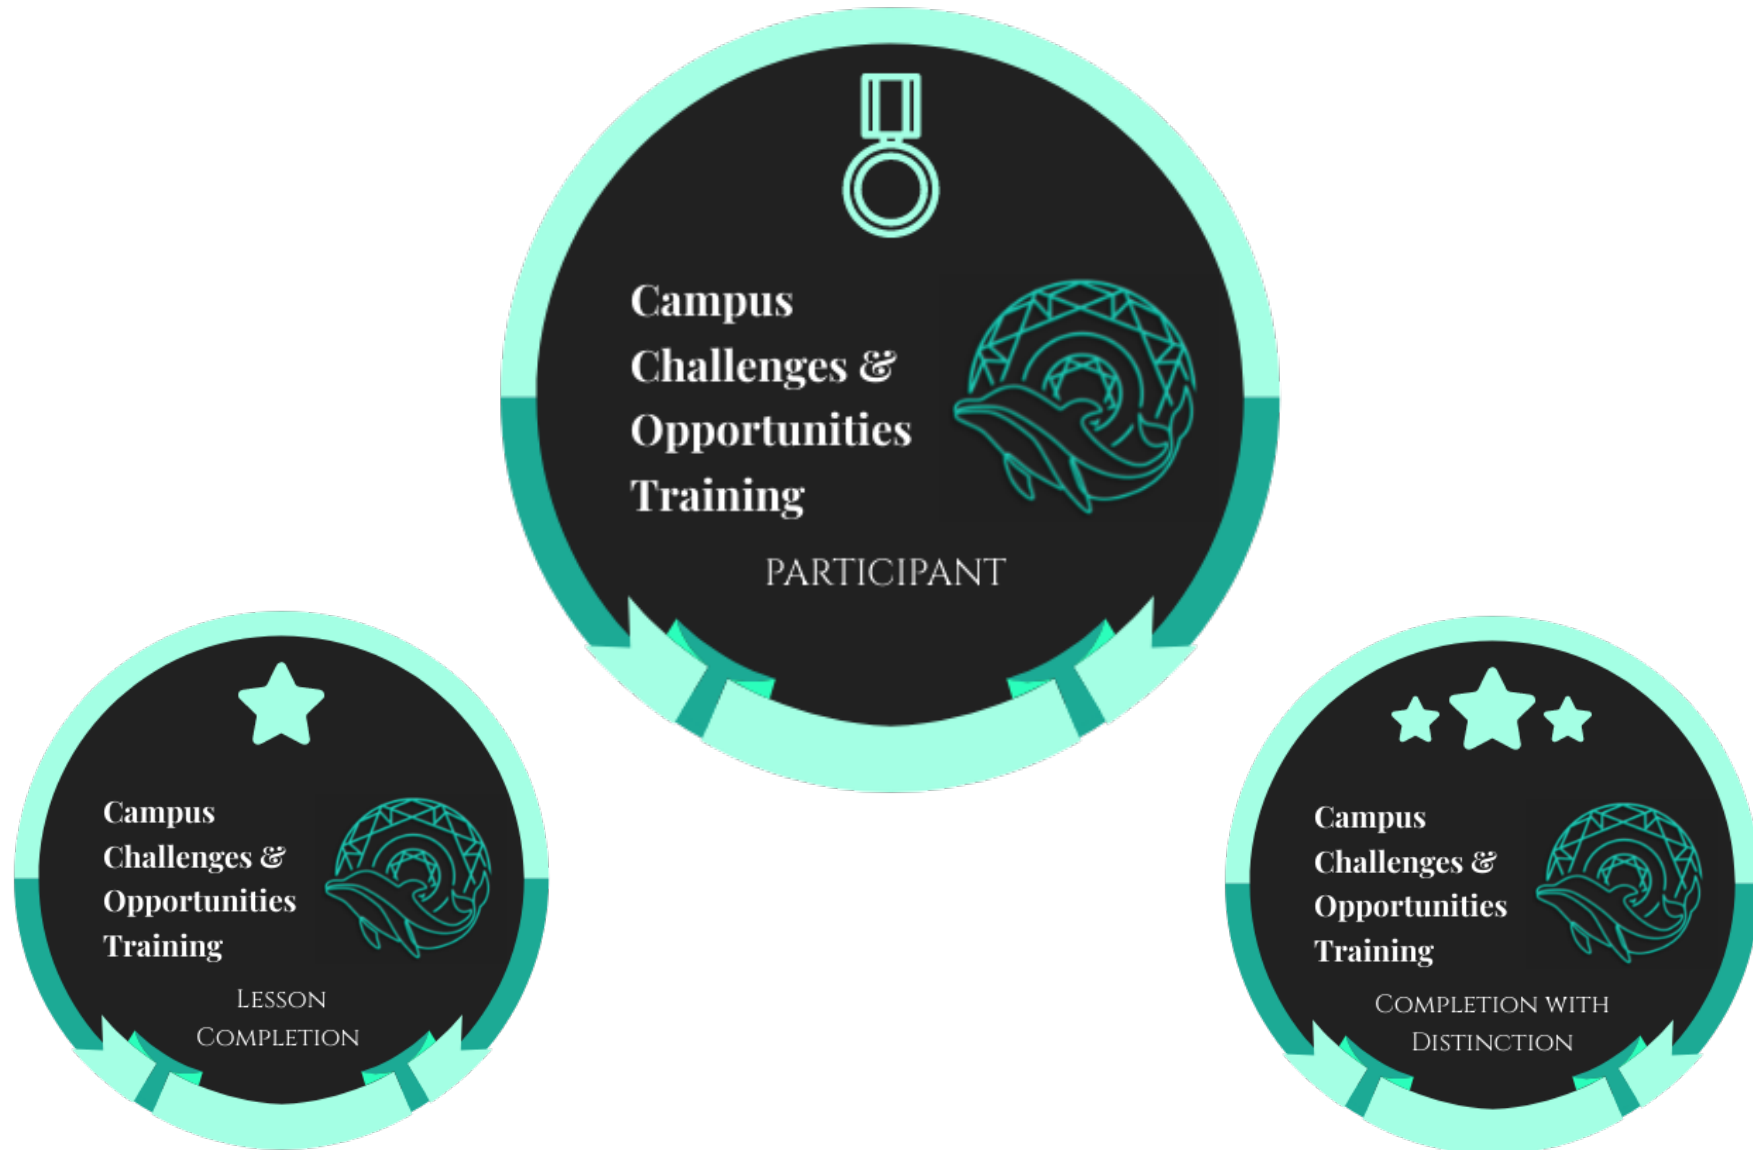 Campus
Challenges &
Opportunities
Training
PARTICIPANT
Campus
Challenges &
Opportunities
Training
Lesson
Completion
Campus
Challenges &
Opportunities
Training
Completion with
Distinction